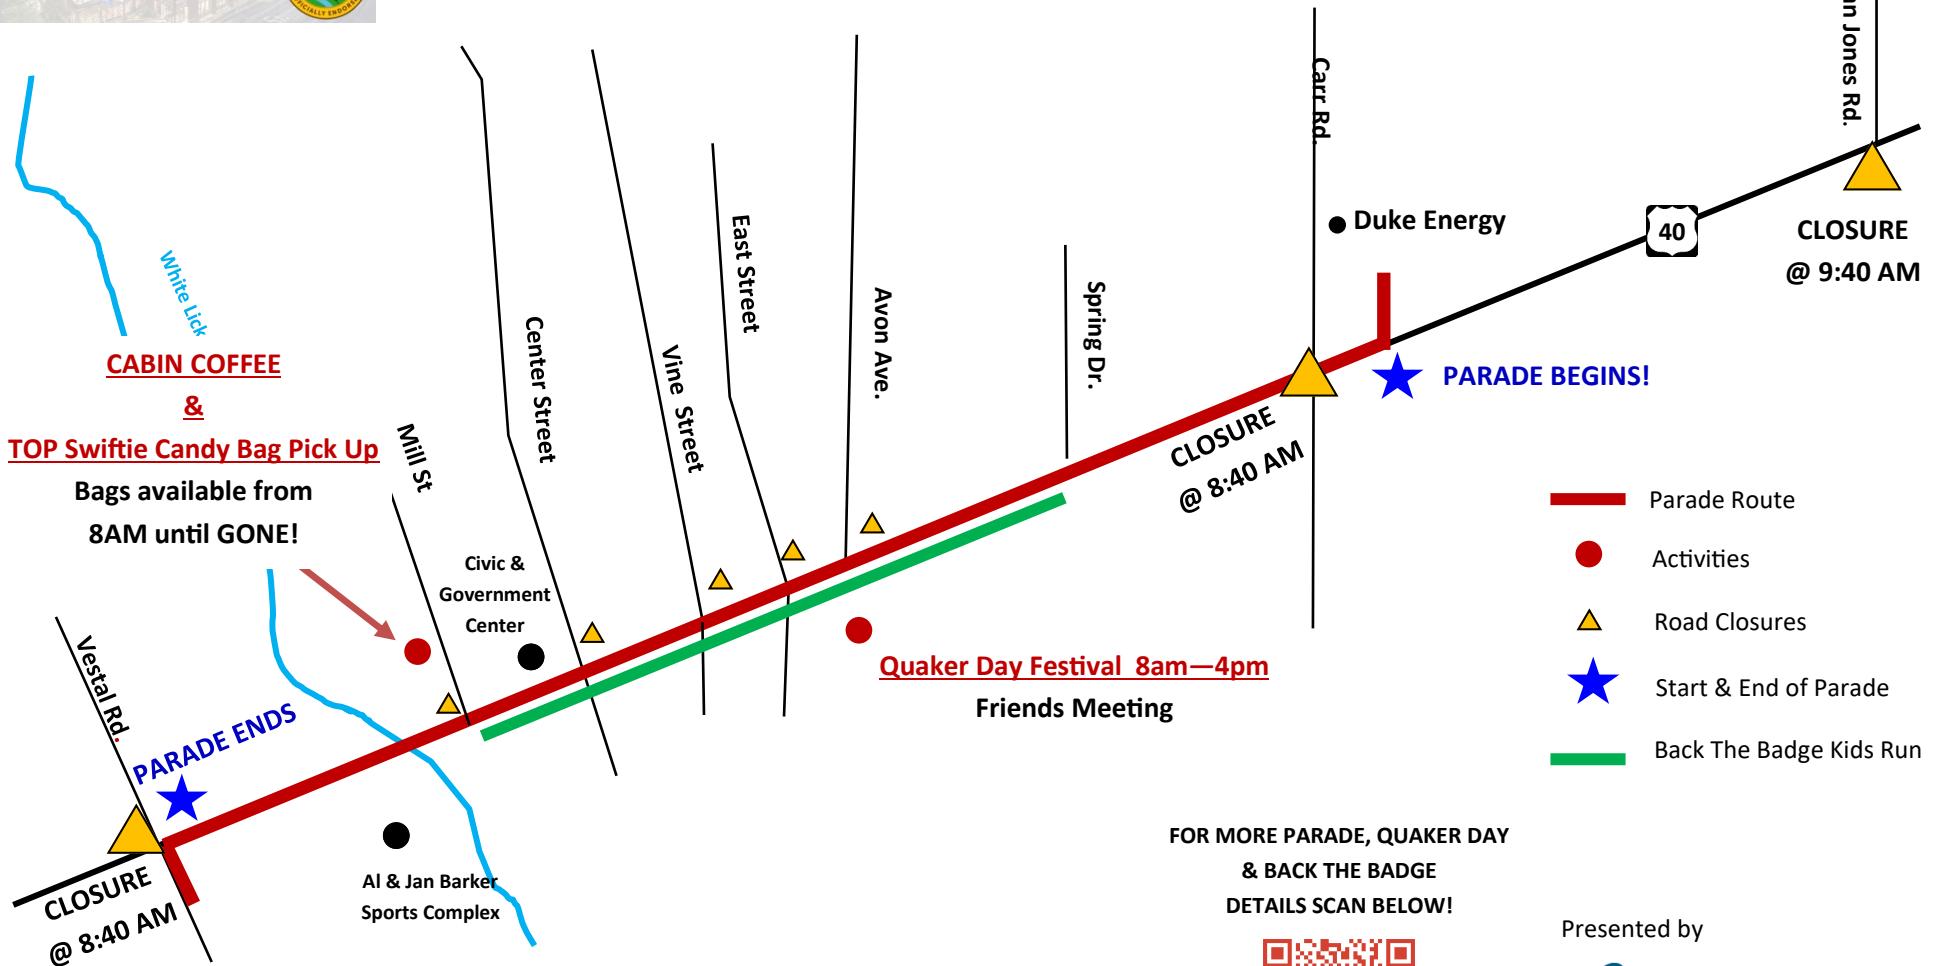 OFFICIALLY ENDORSED
Jones Rd.
Carr Rd.
Duke Energy
40
CLOSURE
@ 9:40 AM
White Lick
East Street
Avon Ave.
Spring Dr.
Center Street
Vine Street
CABIN COFFEE
&
TOP Swiftie Candy Bag Pick Up
Bags available from
8AM until GONE!
Mill St
PARADE BEGINS!
CLOSURE
@ 8:40 AM
Civic &
Government
Center
Parade Route
Activities
Road Closures
Start & End of Parade
Back The Badge Kids Run
Quaker Day Festival 8am—4pm
Friends Meeting
Vestal Rd.
PARADE ENDS
CLOSURE
@ 8:40 AM
Al & Jan Barker
Sports Complex
FOR MORE PARADE, QUAKER DAY
& BACK THE BADGE
DETAILS SCAN BELOW!
Presented by